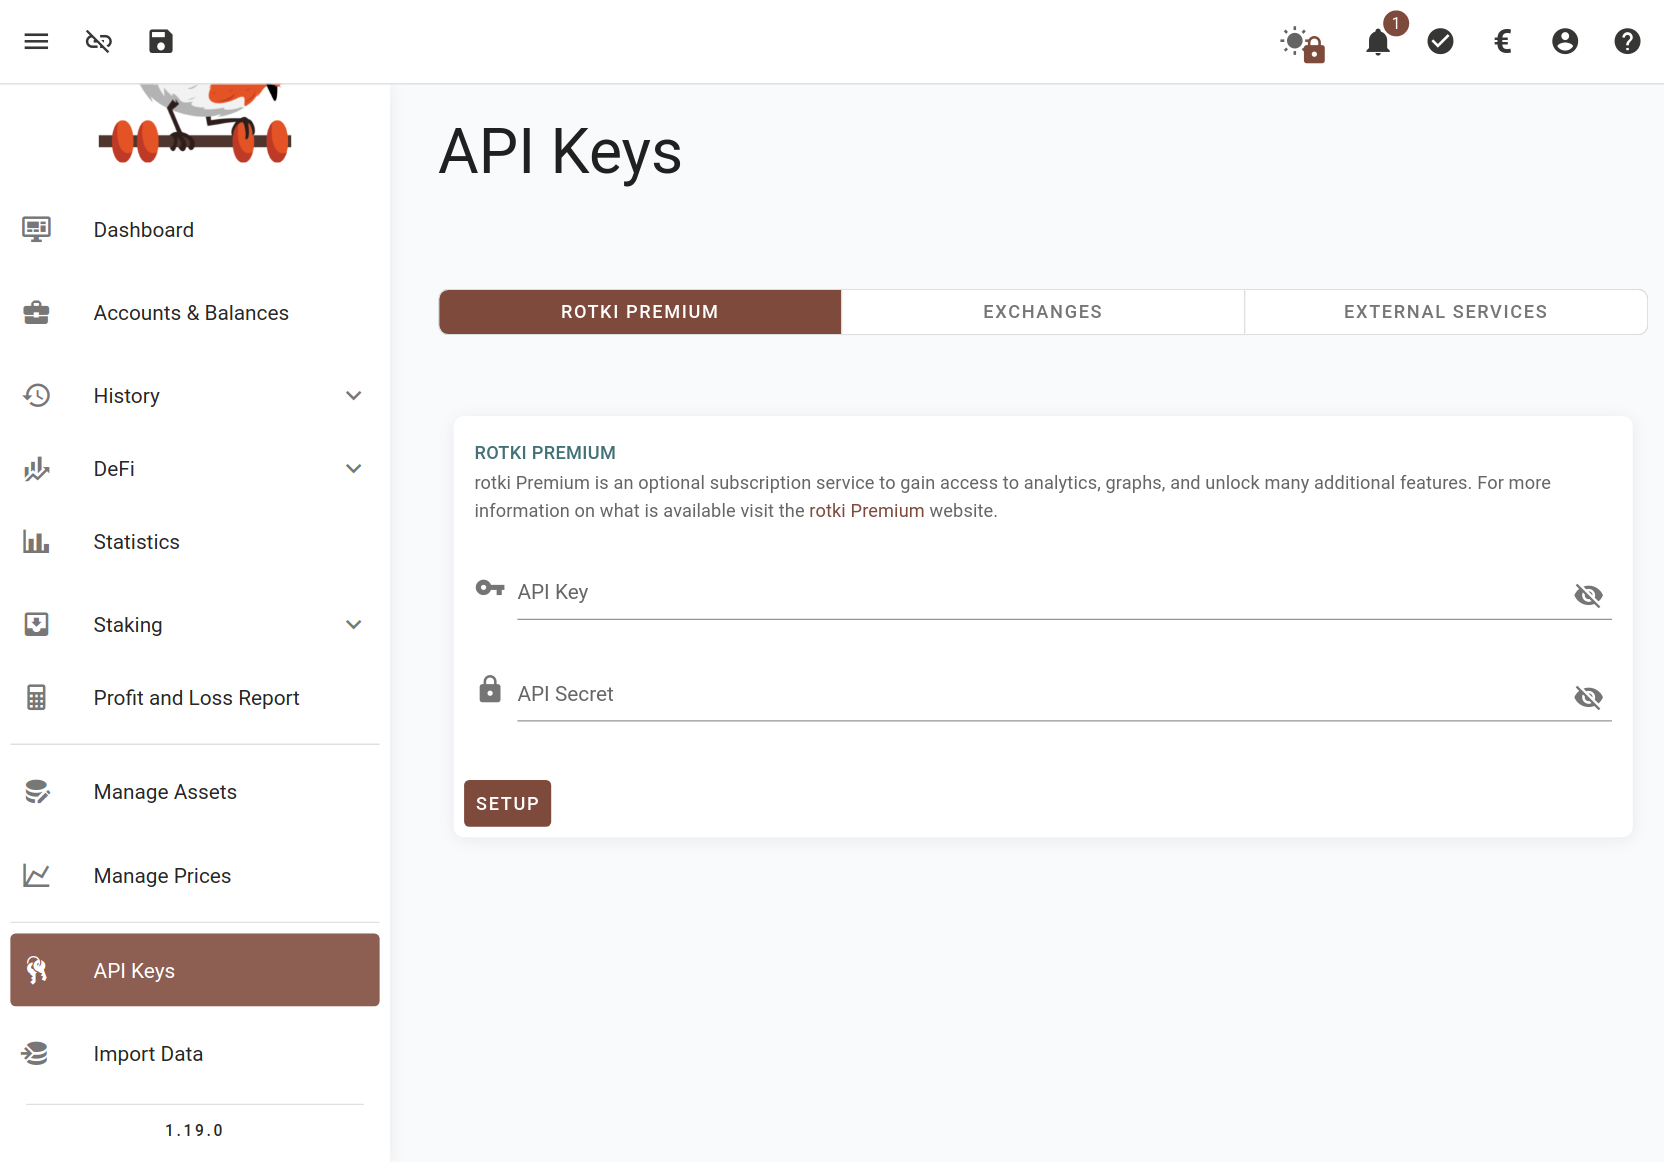 1
€
API Keys
Dashboard
Accounts & Balances
History
DeFi
Statistics
Staking
Profit and Loss Report
Manage Assets
Manage Prices
API Keys
Import Data
1.19.0
ROTKI PREMIUM
EXCHANGES
EXTERNAL SERVICES
ROTKI PREMIUM
rotki Premium is an optional subscription service to gain access to analytics, graphs, and unlock many additional features. For more
information on what is available visit the rotki Premium website.
API Key
API Secret
SETUP